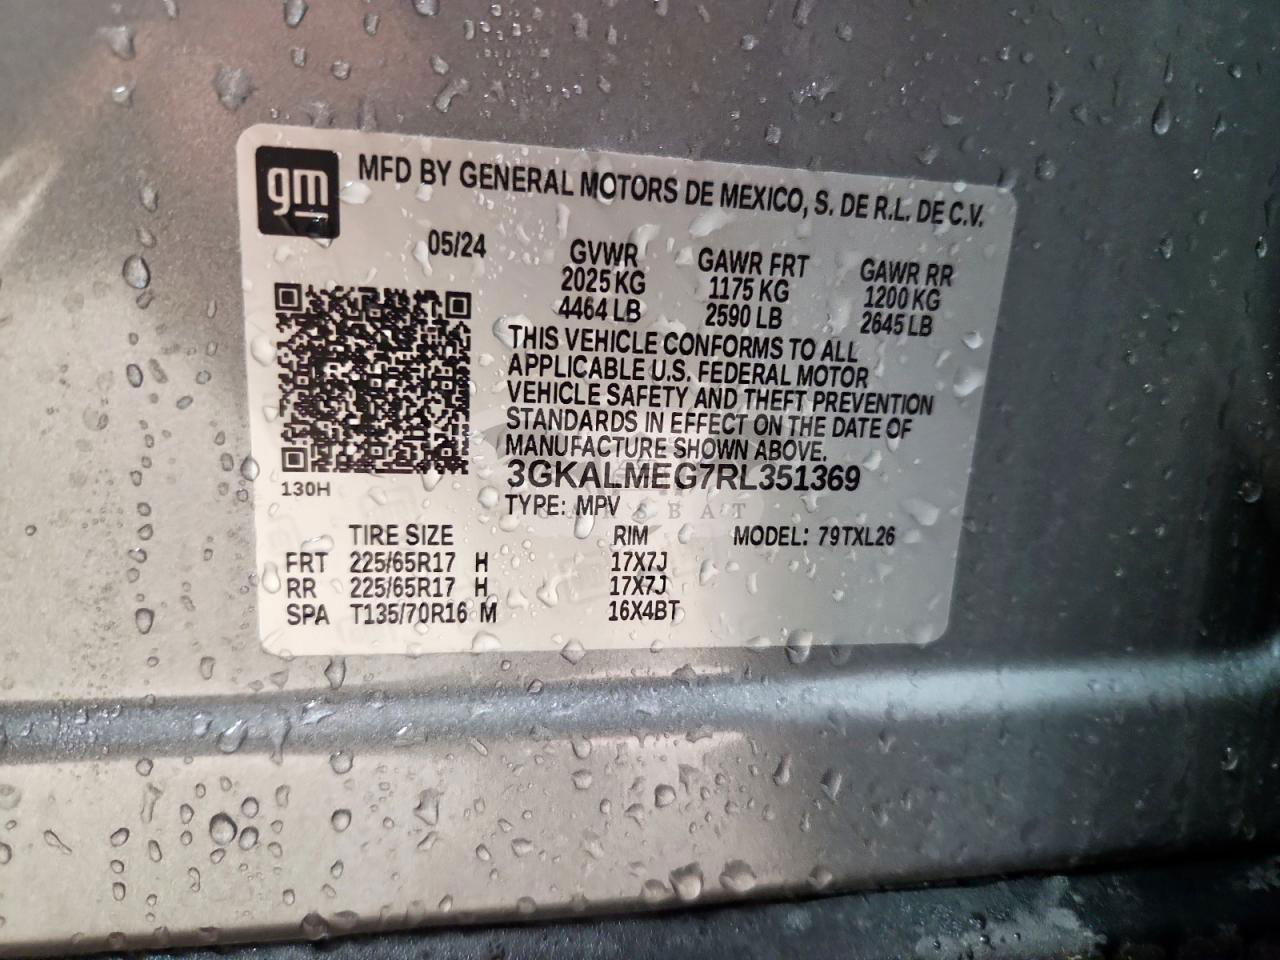 gm
MFD BY GENERAL MOTORS DE MEXICO, S. DE R.L. DE C.V.
05/24
GVWR GAWR FRT GAWR RR
2025 KG 1175 KG 1200 KG
4464 LB 2590 LB 2645 LB
THIS VEHICLE CONFORMS TO ALL
APPLICABLE U.S. FEDERAL MOTOR
VEHICLE SAFETY AND THEFT PREVENTION
STANDARDS IN EFFECT ON THE DATE OF
MANUFACTURE SHOWN ABOVE.
3GKALMEG7RL351369
130H
TYPE: MPV
TIRE SIZE RIM MODEL: 79TXL26
FRT 225/65R17 H 17X7J
RR 225/65R17 H 17X7J
SPA T135/70R16 M 16X4BT